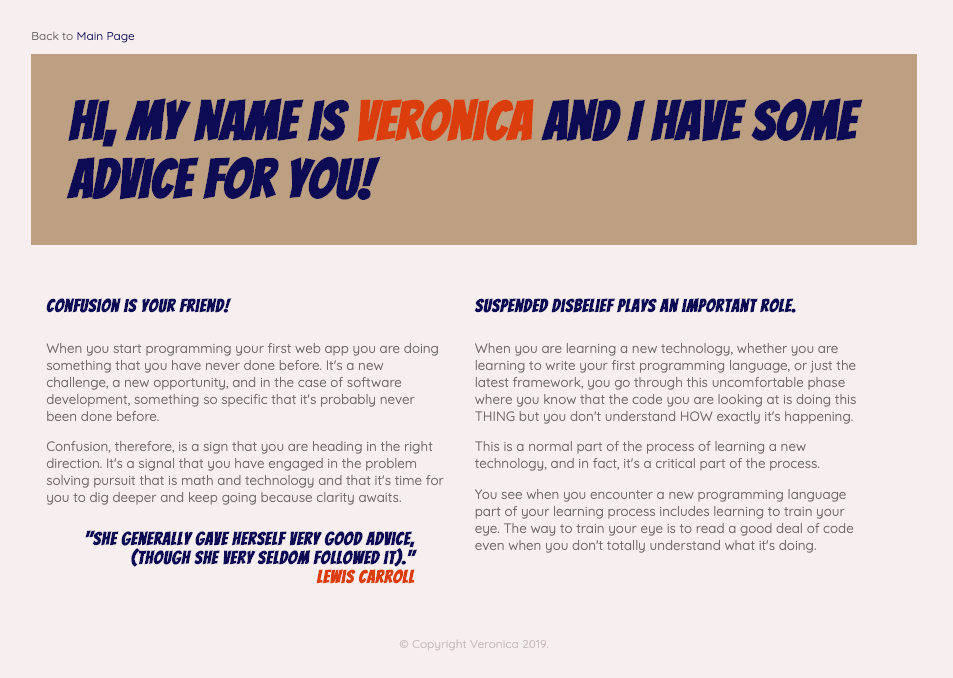 Back to Main Page
HI, MY NAME IS VERONICA AND I HAVE SOME
ADVICE FOR YOU!
CONFUSION IS YOUR FRIEND!
When you start programming your first web app you are doing
something that you have never done before. It's a new
challenge, a new opportunity, and in the case of software
development, something so specific that it's probably never
been done before.
Confusion, therefore, is a sign that you are heading in the right
direction. It's a signal that you have engaged in the problem
solving pursuit that is math and technology and that it's time for
you to dig deeper and keep going because clarity awaits.
"SHE GENERALLY GAVE HERSELF VERY GOOD ADVICE,
(THOUGH SHE VERY SELDOM FOLLOWED IT)."
LEWIS CARROLL
SUSPENDED DISBELIEF PLAYS AN IMPORTANT ROLE.
When you are learning a new technology, whether you are
learning to write your first programming language, or just the
latest framework, you go through this uncomfortable phase
where you know that the code you are looking at is doing this
THING but you don't understand HOW exactly it's happening.
This is a normal part of the process of learning a new
technology, and in fact, it's a critical part of the process.
You see when you encounter a new programming language
part of your learning process includes learning to train your
eye. The way to train your eye is to read a good deal of code
even when you don't totally understand what it's doing.
© Copyright Veronica 2019.